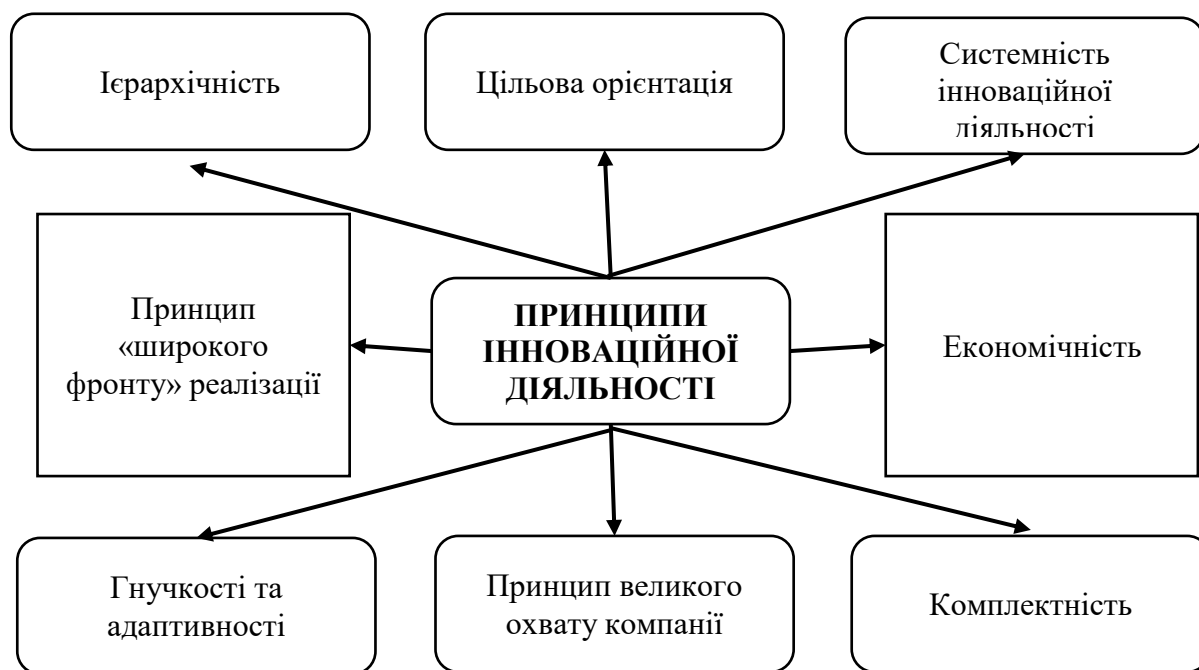 Ієрархічність
Цільова орієнтація
Системність
інноваційної
діяльності
Принцип
«широкого
фронту» реалізації
ПРИНЦИПИ
ІННОВАЦІЙНОЇ
ДІЯЛЬНОСТІ
Економічність
Гнучкості та
адаптивності
Принцип великого
охвату компанії
Комплектність